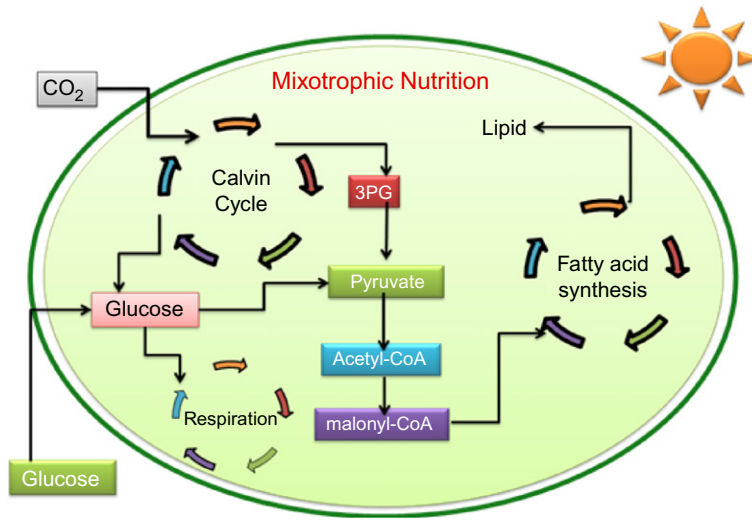 Mixotrophic Nutrition
CO₂
Lipid
Calvin
Cycle
3PG
Fatty acid
synthesis
Pyruvate
Glucose
Acetyl-CoA
Respiration
malonyl-CoA
Glucose